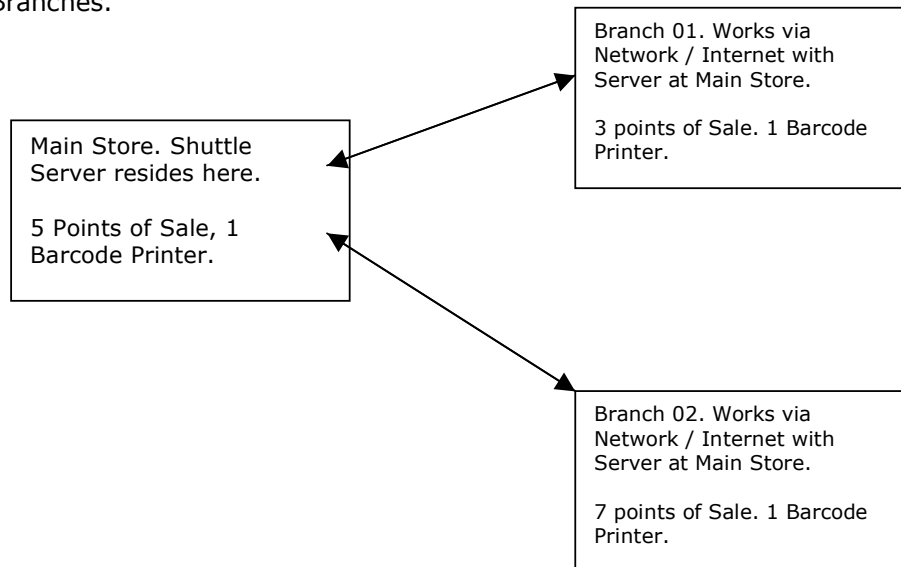 Branches.
Branch 01. Works via
Network / Internet with
Server at Main Store.
3 points of Sale. 1 Barcode
Printer.
Main Store. Shuttle
Server resides here.
5 Points of Sale, 1
Barcode Printer.
Branch 02. Works via
Network / Internet with
Server at Main Store.
7 points of Sale. 1 Barcode
Printer.